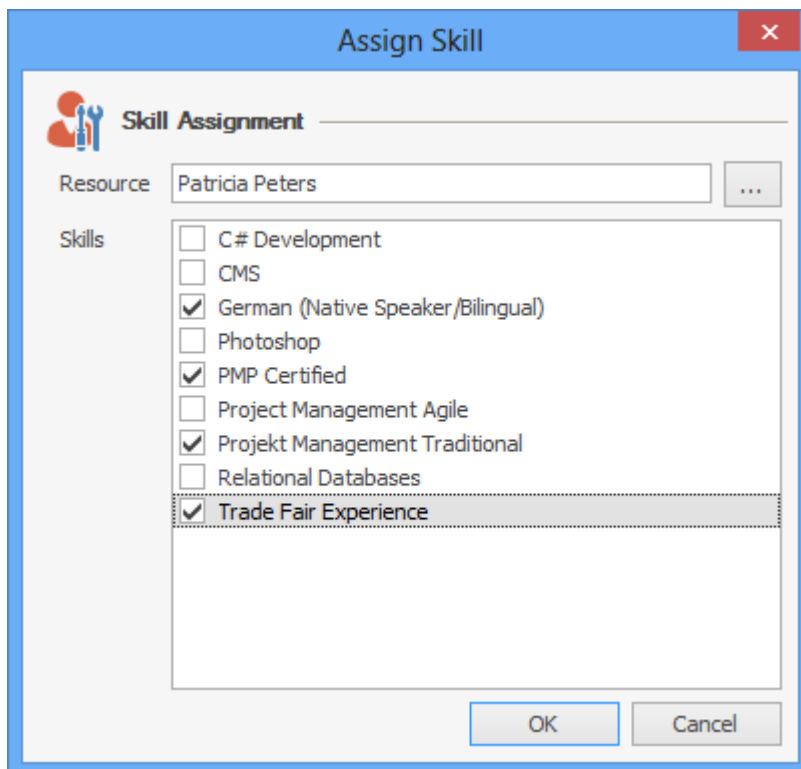 Assign Skill
Skill Assignment
Resource Patricia Peters ...
Skills
C# Development
CMS
German (Native Speaker/Bilingual)
Photoshop
PMP Certified
Project Management Agile
Projekt Management Traditional
Relational Databases
Trade Fair Experience
OK Cancel